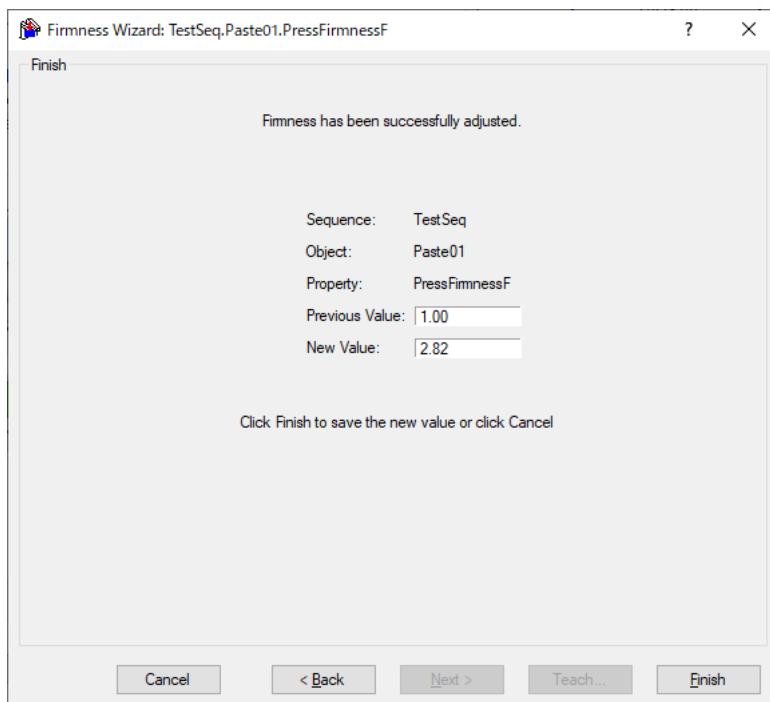 Firmness Wizard: TestSeq.Paste01.PressFirmnessF
Finish
Firmness has been successfully adjusted.
Sequence: TestSeq
Object: Paste01
Property: PressFirmnessF
Previous Value: 1.00
New Value: 2.82
Click Finish to save the new value or click Cancel
Cancel < Back Next > Teach... Finish